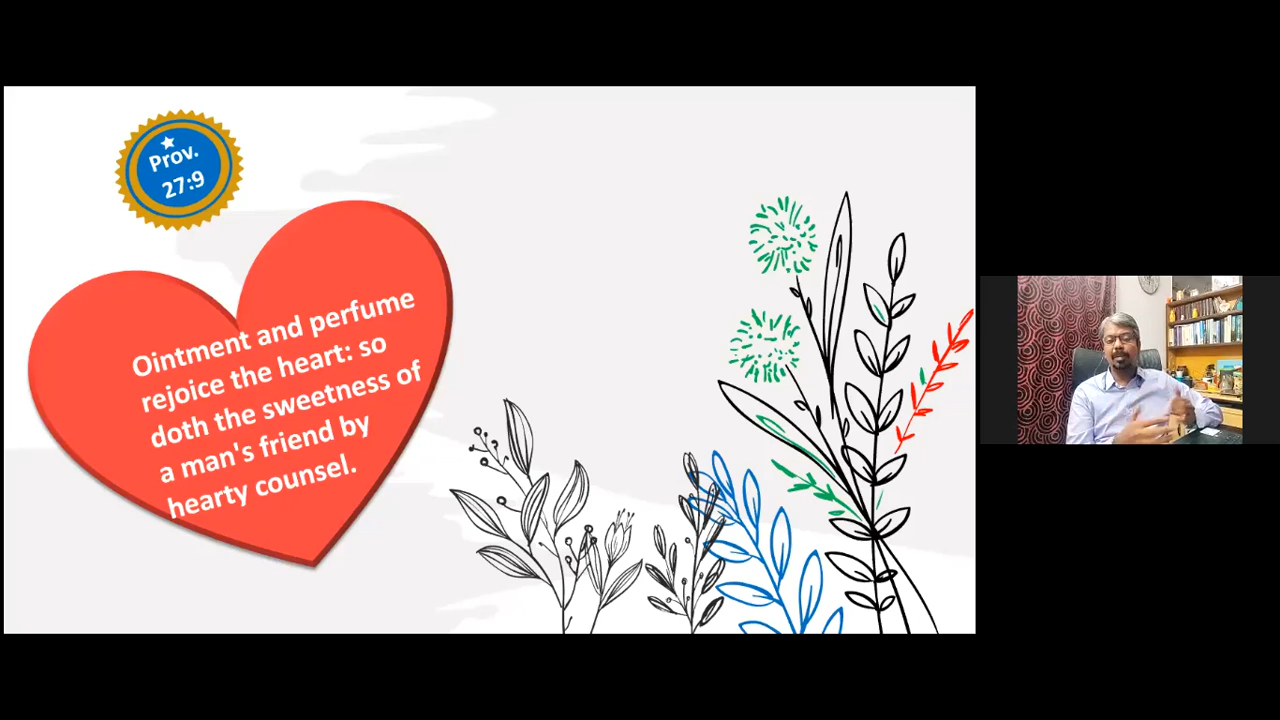 Prov.
27:9
Ointment and perfume
rejoice the heart: so
doth the sweetness of
a man's friend by
hearty counsel.